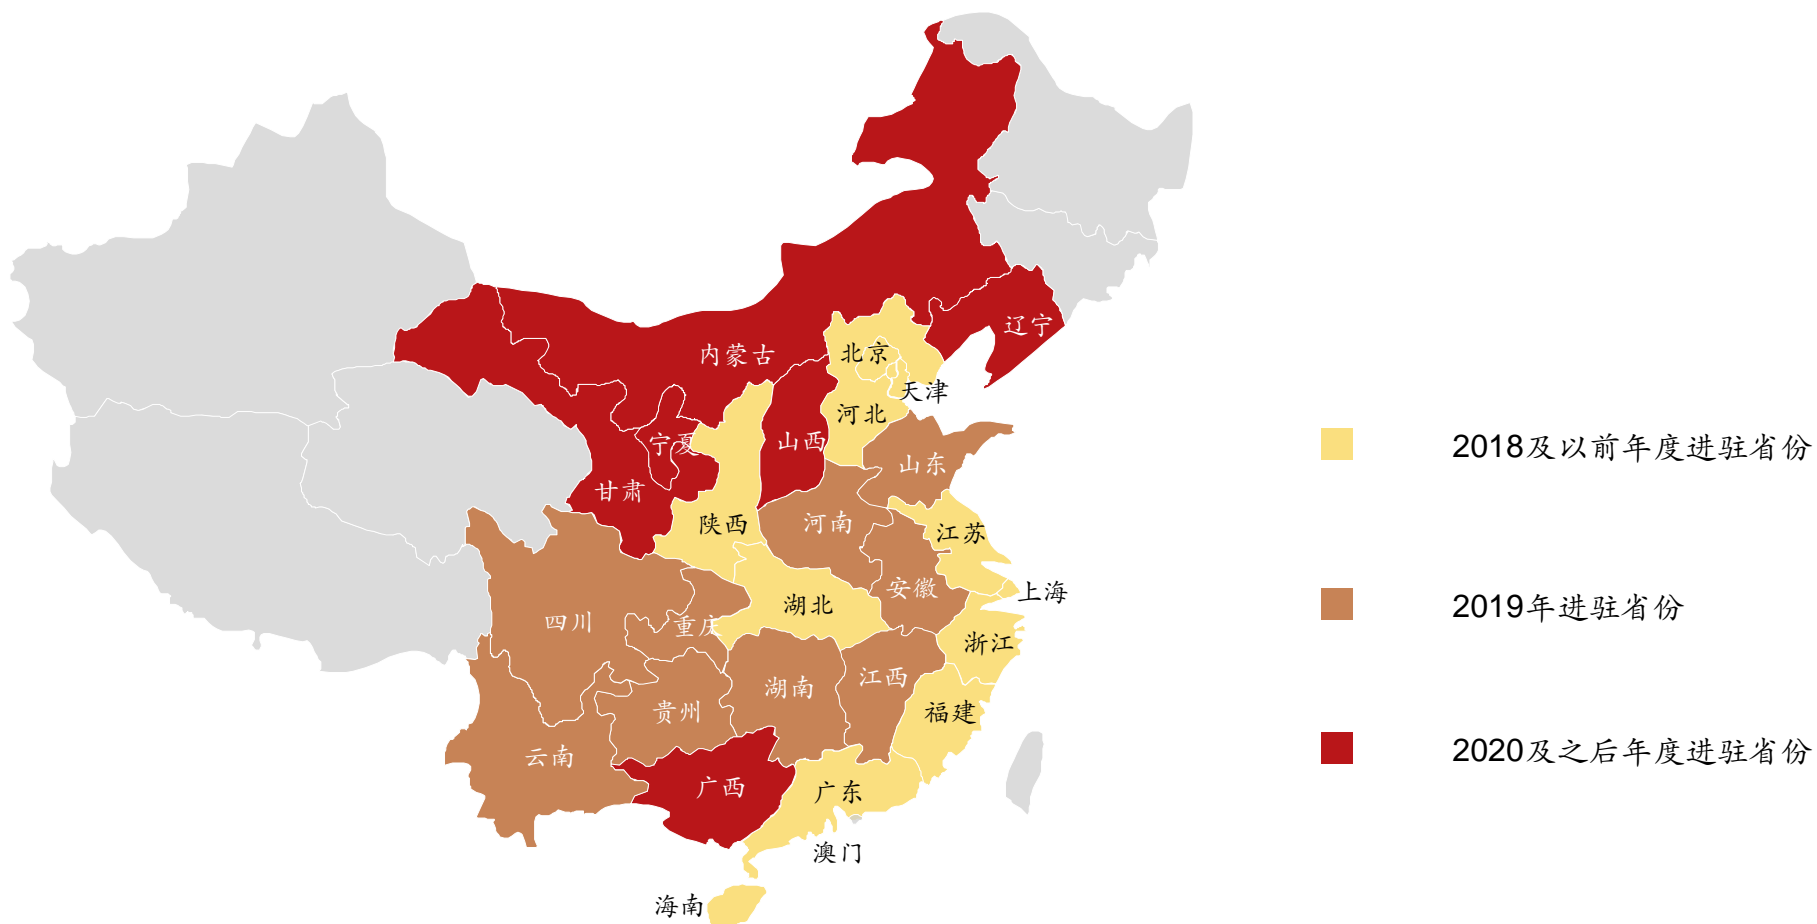 辽宁
内蒙古
北京
天津
河北
宁夏
山西
山东
甘肃
陕西
河南
江苏
安徽
上海
湖北
四川
重庆
浙江
江西
湖南
贵州
福建
云南
广西
广东
澳门
海南
2018及以前年度进驻省份
2019年进驻省份
2020及之后年度进驻省份